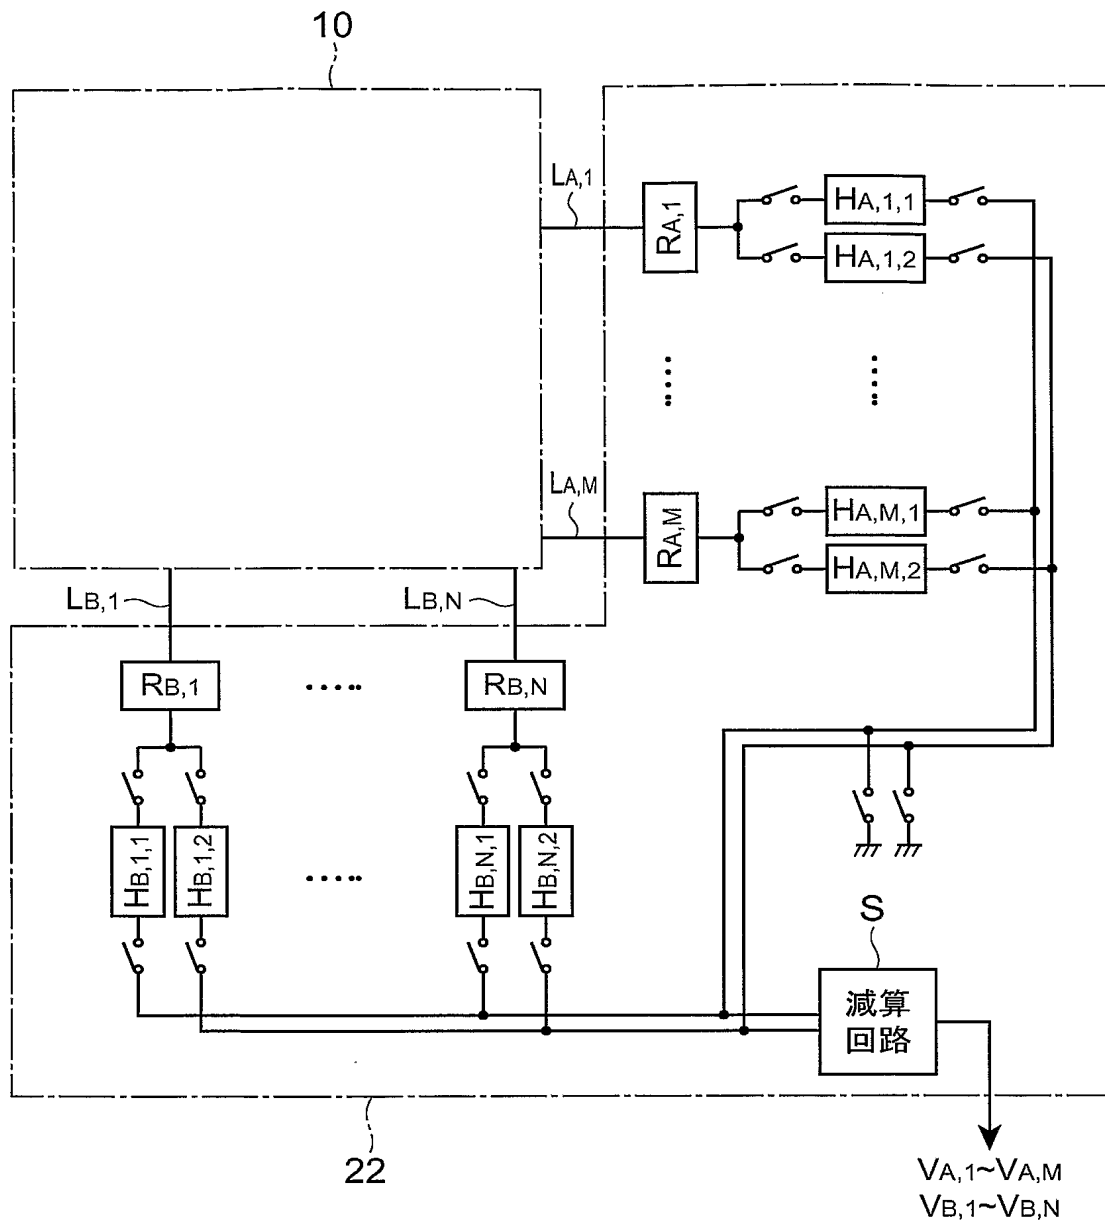 10
LA,1
RA,1
HA,1,1
HA,1,2
LA,M
RA,M
HA,M,1
HA,M,2
LB,1
LB,N
RB,1
RB,N
HB,1,1
HB,1,2
HB,N,1
HB,N,2
S
減算
回路
22
VA,1~VA,M
VB,1~VB,N